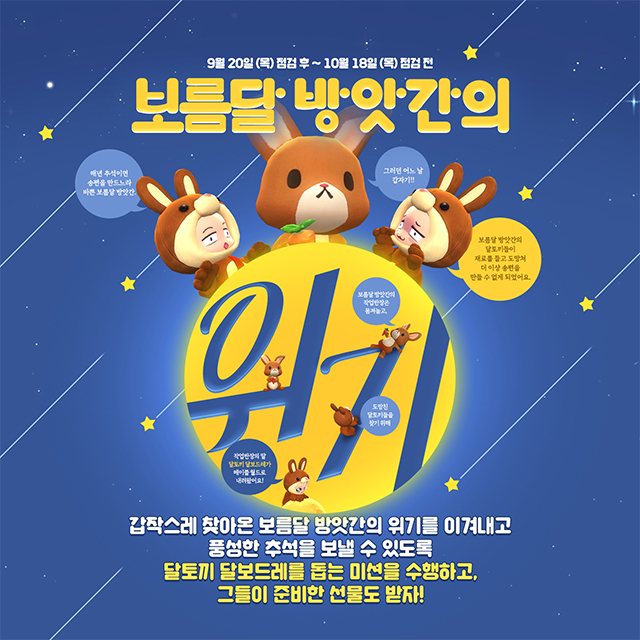 9월 20일 (목) 점검 후 ~ 10월 18일 (목) 점검 전
보름달 방앗간의
매년 추석이면
송편을 만드느라
바쁜 보름달 방앗간.
그러던 어느 날
갑자기!!
보름달 방앗간의
달토끼들이
재료를 들고 도망쳐
더 이상 송편을
만들 수 없게 되었어요.
위기
보름달 방앗간의
작업반장은
몸져눕고,
도망친
달토끼들을
찾기 위해
작업반장의 딸
달토끼 달보드레가
메이플 월드로
내려왔어요!
갑작스레 찾아온 보름달 방앗간의 위기를 이겨내고
풍성한 추석을 보낼 수 있도록
달토끼 달보드레를 돕는 미션을 수행하고,
그들이 준비한 선물도 받자!